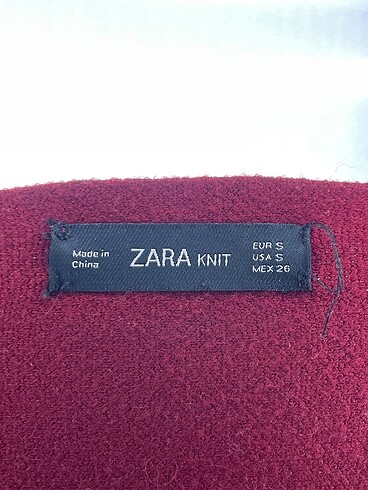 Made in
China
ZARA KNIT
EUR S
USA S
MEX 26